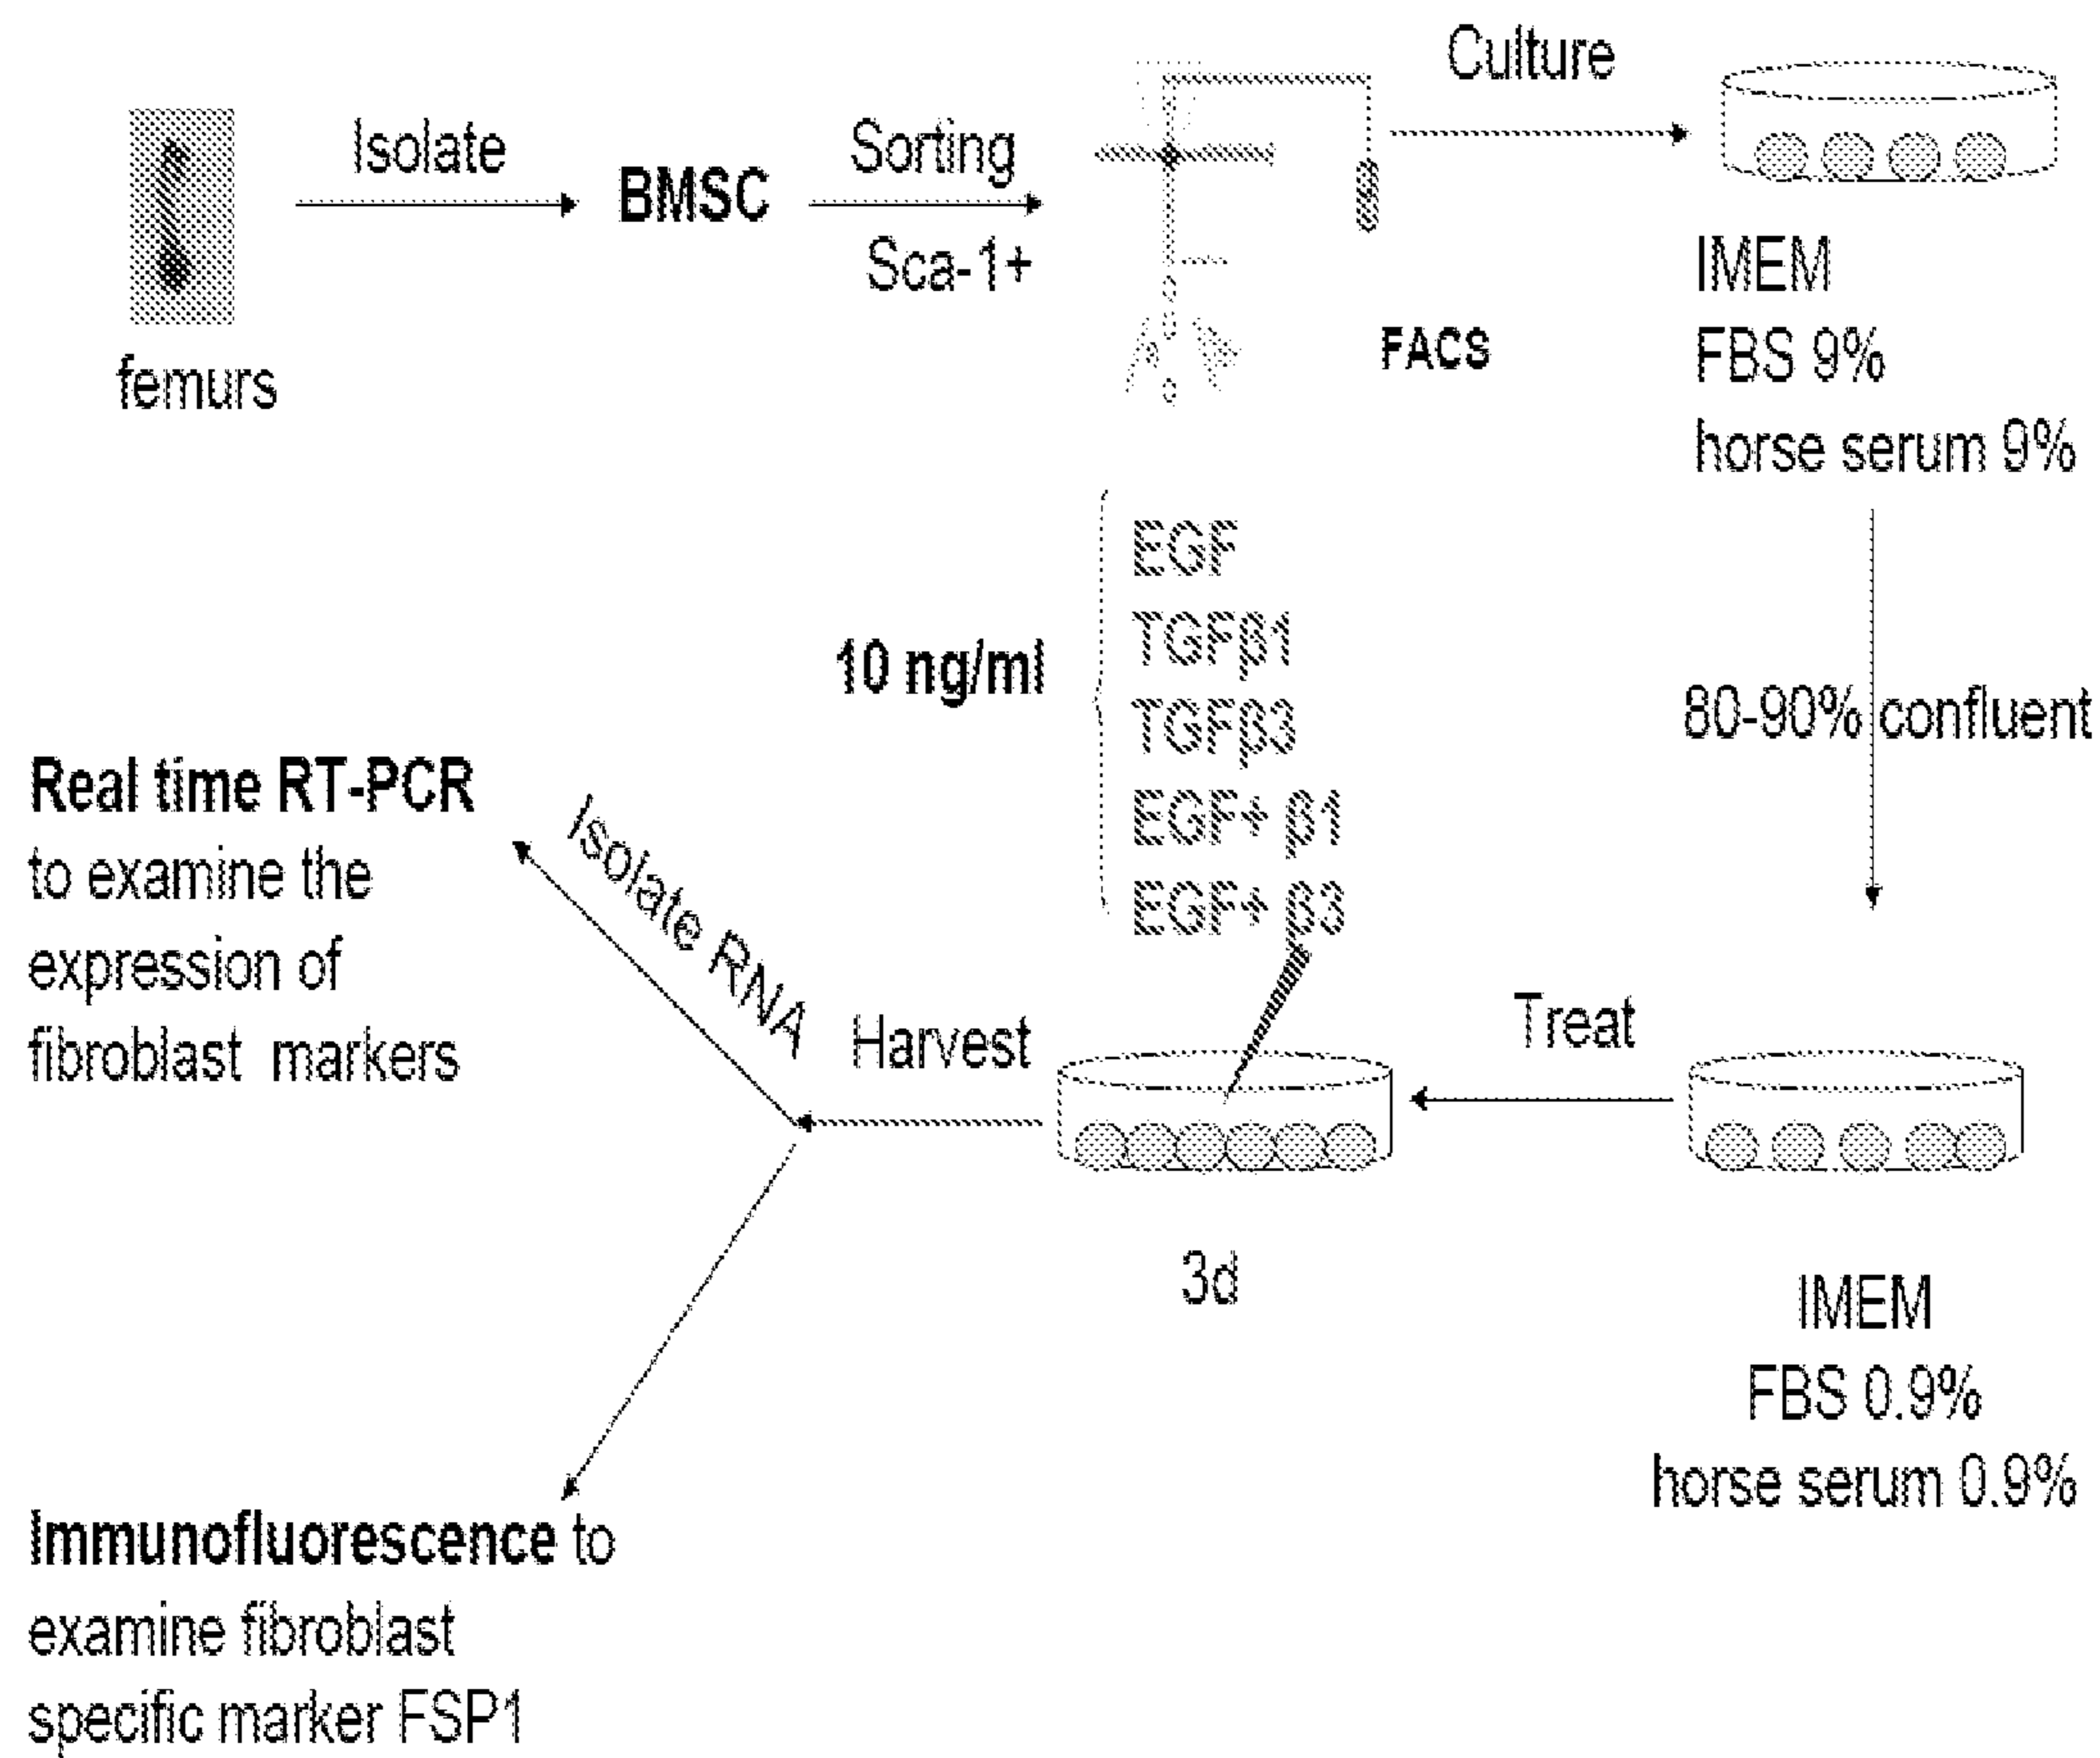 femurs
Isolate
BMSC
Sorting
Sca-1+
FACS
Culture
IMEM
FBS 9%
horse serum 9%
80-90% confluent
IMEM
FBS 0.9%
horse serum 0.9%
Treat
10 ng/ml
EGF
TGFβ1
TGFβ3
EGF+ β1
EGF+ β3
3d
Harvest
Isolate RNA
Real time RT-PCR
to examine the
expression of
fibroblast markers
Immunofluorescence to
examine fibroblast
specific marker FSP1